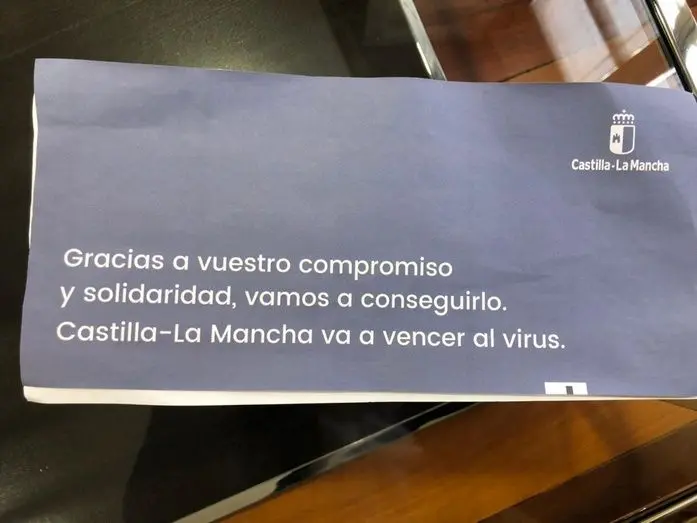 Castilla-La Mancha
Gracias a vuestro compromiso
y solidaridad, vamos a conseguirlo.
Castilla-La Mancha va a vencer al virus.